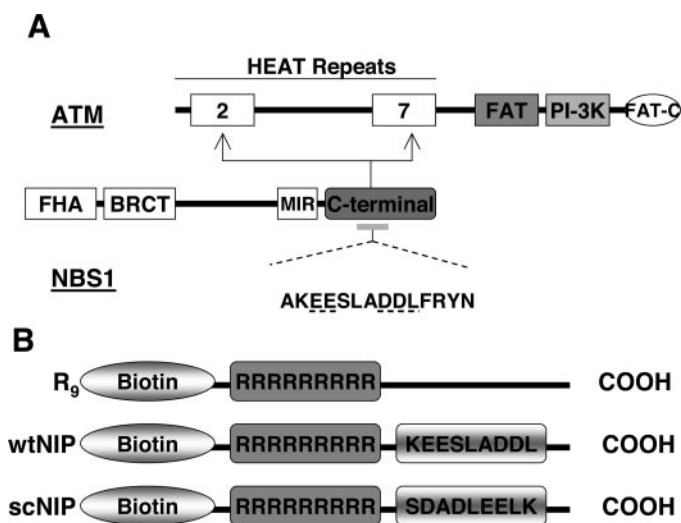 A
HEAT Repeats
ATM
2 7 FAT PI-3K FAT-C
FHA BRCT MIR C-terminal
NBS1
AKEESLADDLFRYN
B
R9 Biotin RRRRRRRRR COOH
wtNIP Biotin RRRRRRRRR KEESLADDL COOH
scNIP Biotin RRRRRRRRR SDADLEELK COOH